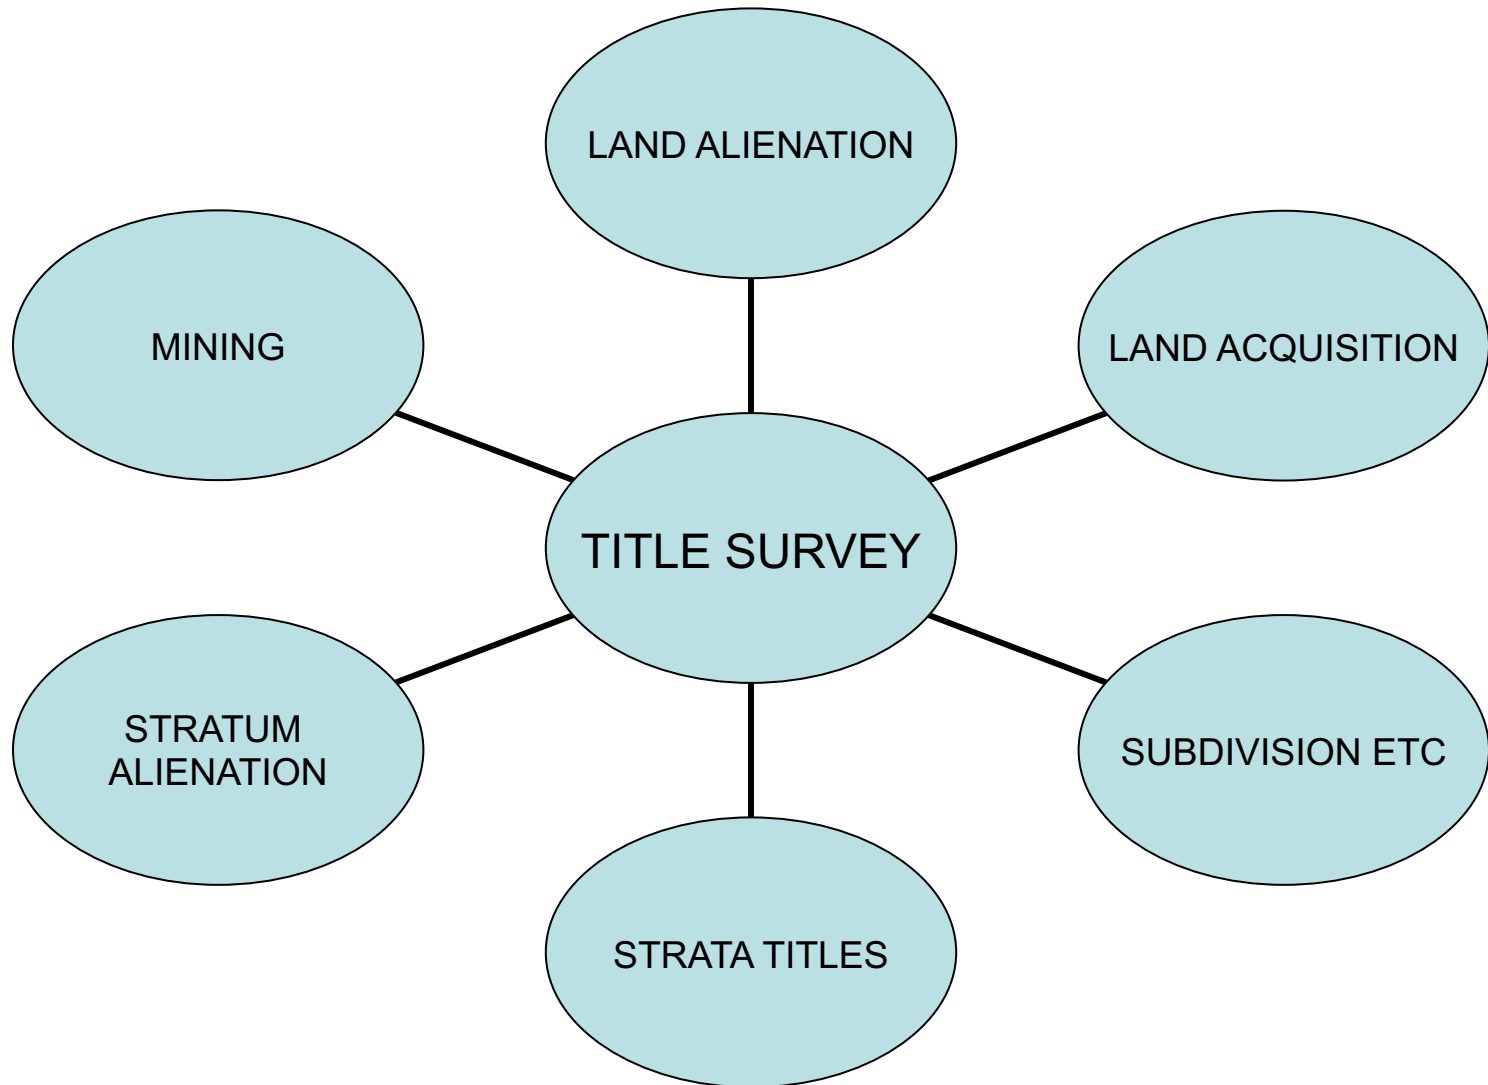 LAND ALIENATION
MINING
LAND ACQUISITION
TITLE SURVEY
STRATUM
ALIENATION
SUBDIVISION ETC
STRATA TITLES